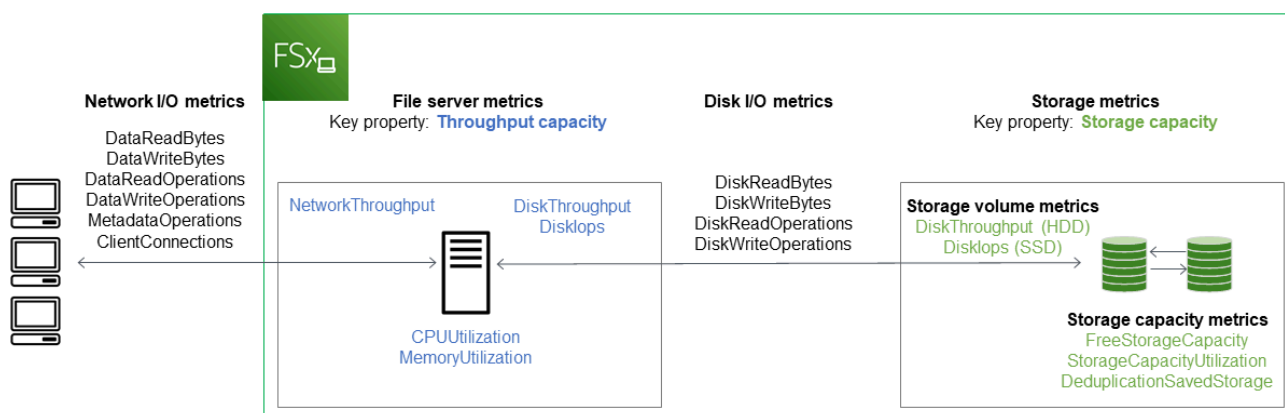 FSx
Network I/O metrics
DataReadBytes
DataWriteBytes
DataReadOperations
DataWriteOperations
MetadataOperations
ClientConnections
File server metrics
Key property: Throughput capacity
NetworkThroughput
DiskThroughput
DiskIops
CPUUtilization
MemoryUtilization
Disk I/O metrics
DiskReadBytes
DiskWriteBytes
DiskReadOperations
DiskWriteOperations
Storage metrics
Key property: Storage capacity
Storage volume metrics
DiskThroughput (HDD)
DiskIops (SSD)
Storage capacity metrics
FreeStorageCapacity
StorageCapacityUtilization
DeduplicationSavedStorage